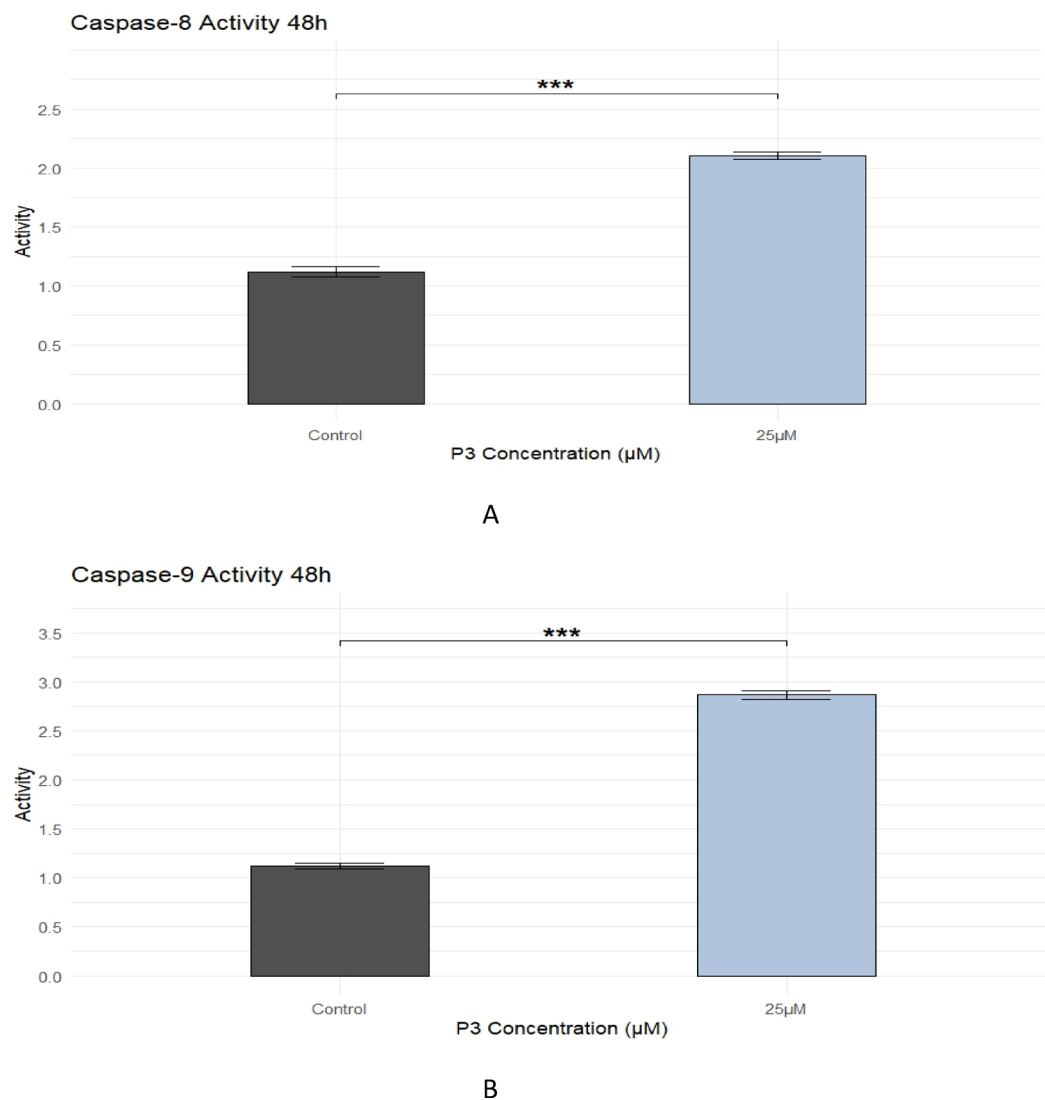 Caspase-8 Activity 48h
***
2.5
2.0
1.5
1.0
0.5
0.0
Activity
Control 25µM
P3 Concentration (µM)
A
Caspase-9 Activity 48h
***
3.5
3.0
2.5
2.0
1.5
1.0
0.5
0.0
Activity
Control 25µM
P3 Concentration (µM)
B